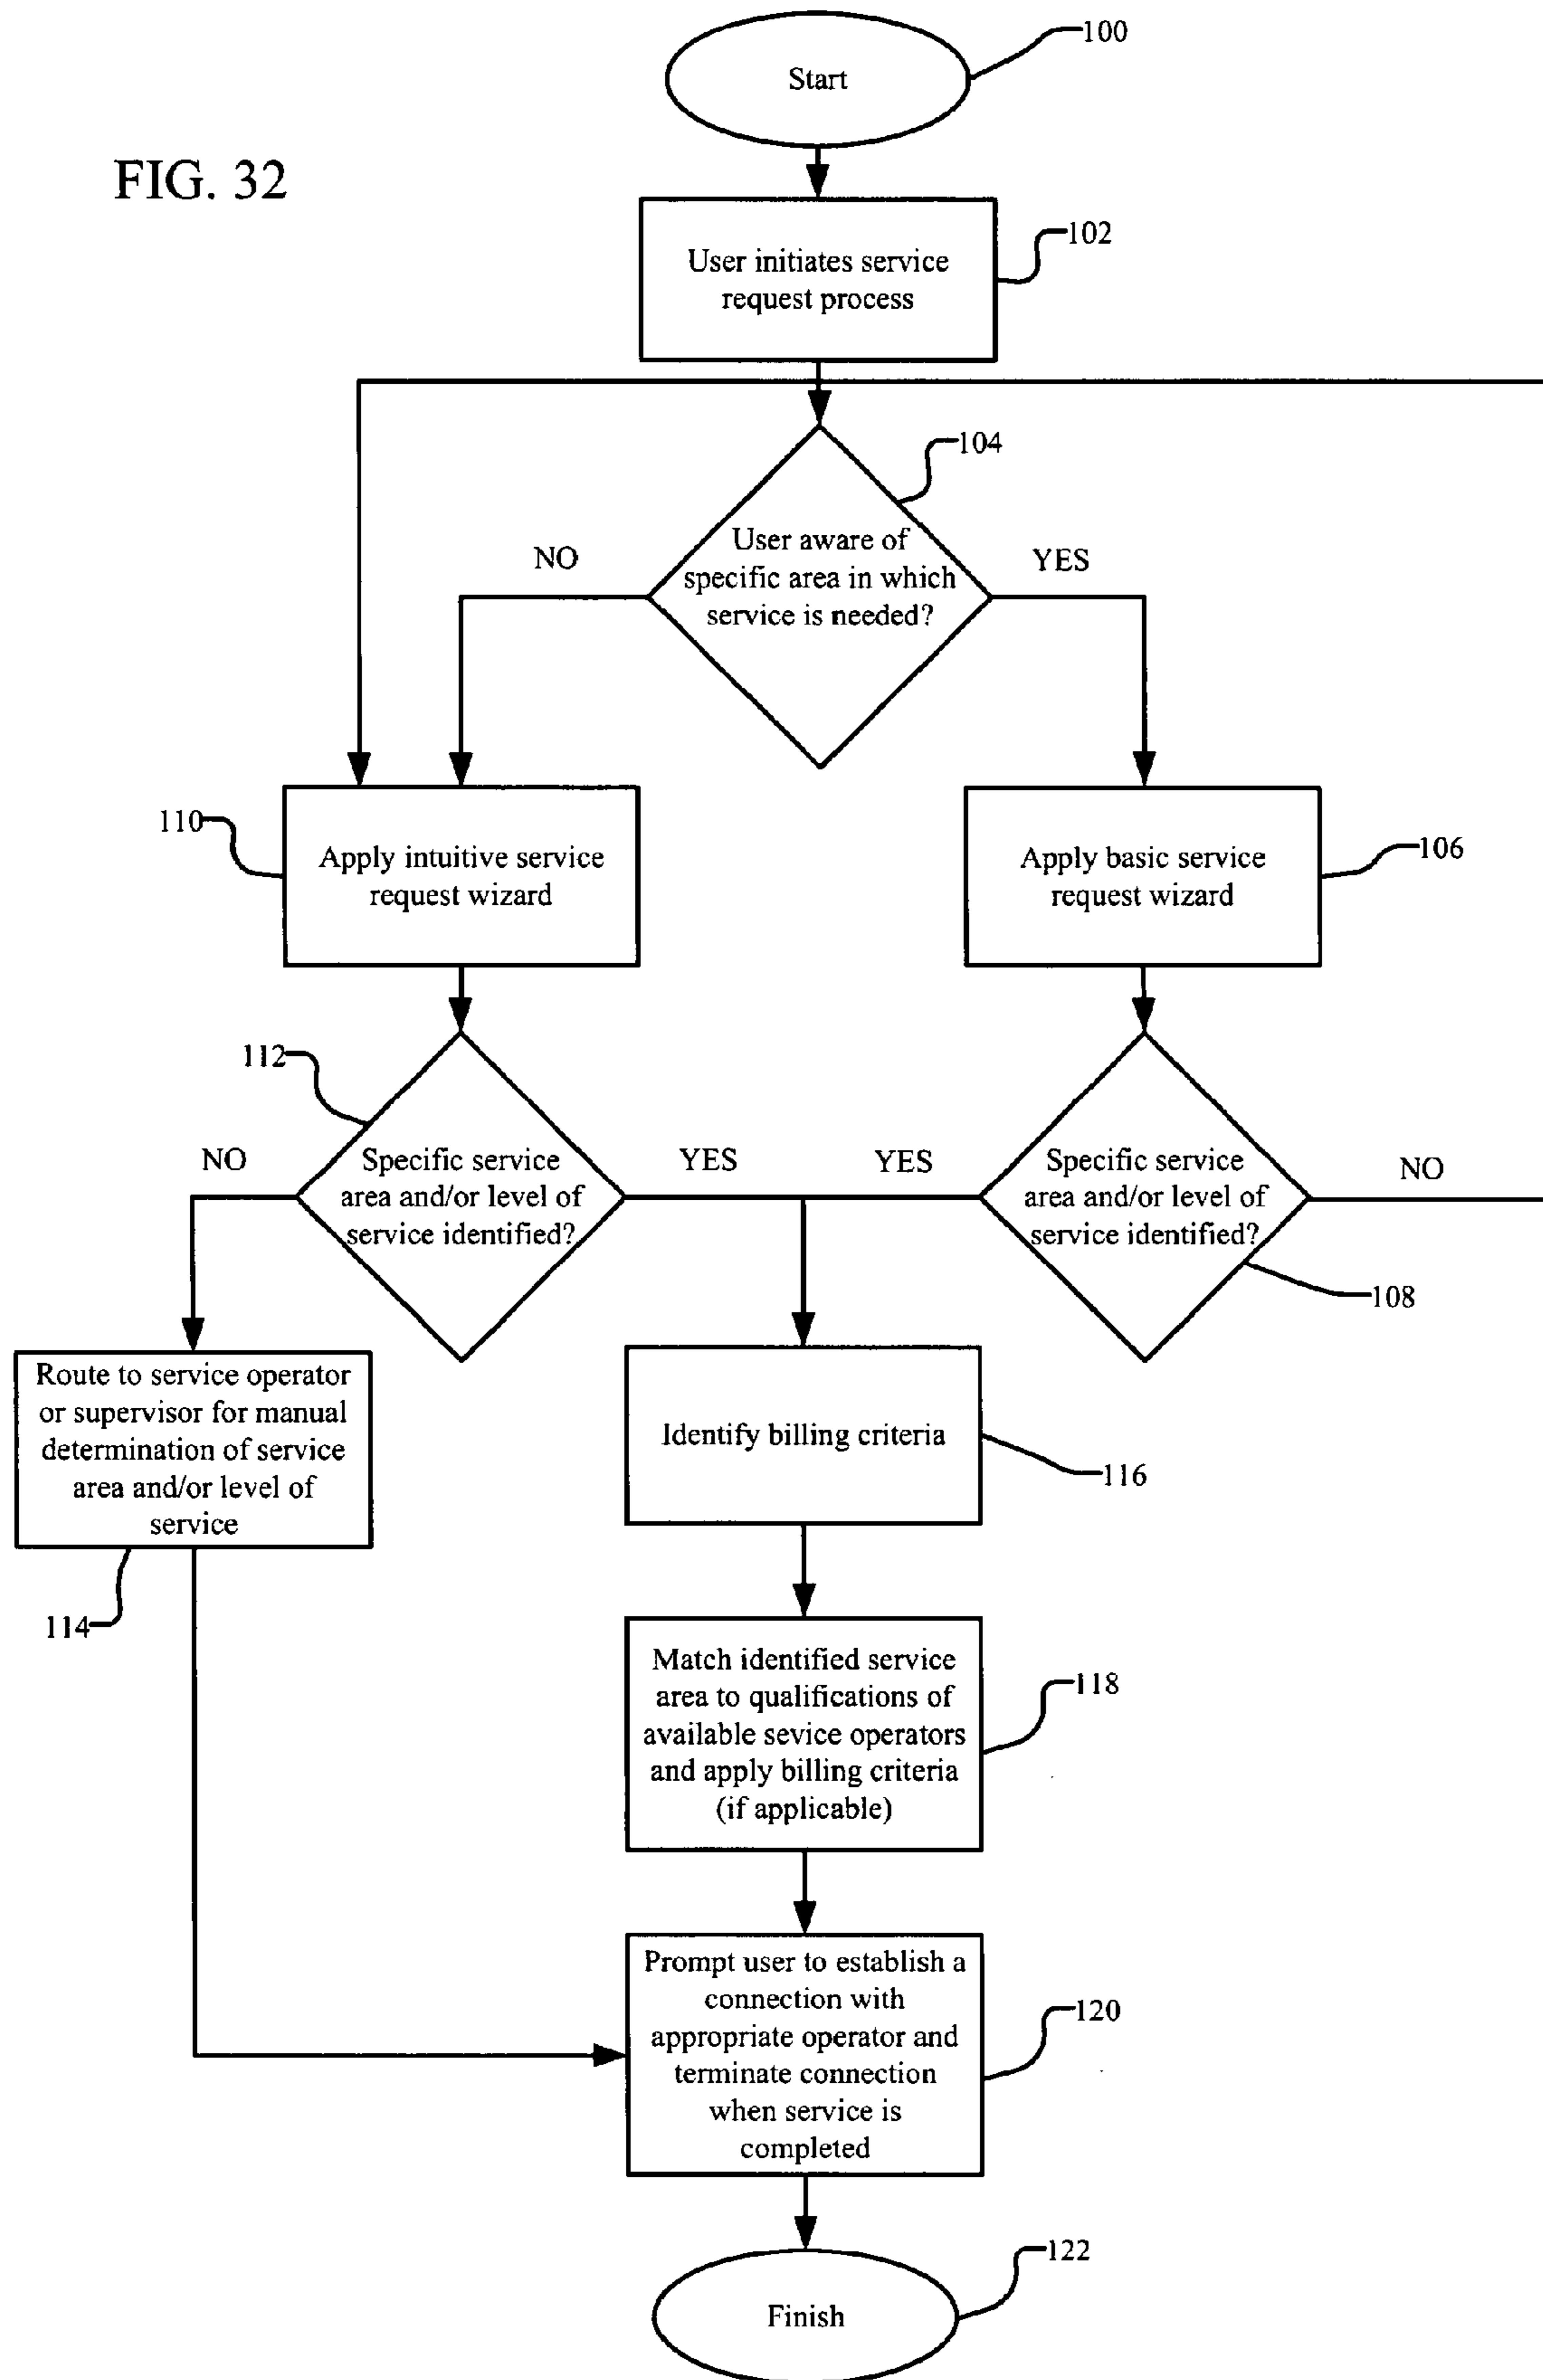 100
Start
FIG. 32
102
User initiates service
request process
104
User aware of
specific area in which
service is needed?
NO
YES
110
Apply intuitive service
request wizard
Apply basic service
request wizard
106
112
NO
Specific service
area and/or level of
service identified?
YES
YES
Specific service
area and/or level of
service identified?
NO
108
Route to service operator
or supervisor for manual
determination of service
area and/or level of
service
114
Identify billing criteria
116
Match identified service
area to qualifications of
available sevice operators
and apply billing criteria
(if applicable)
118
Prompt user to establish a
connection with
appropriate operator and
terminate connection
when service is
completed
120
122
Finish